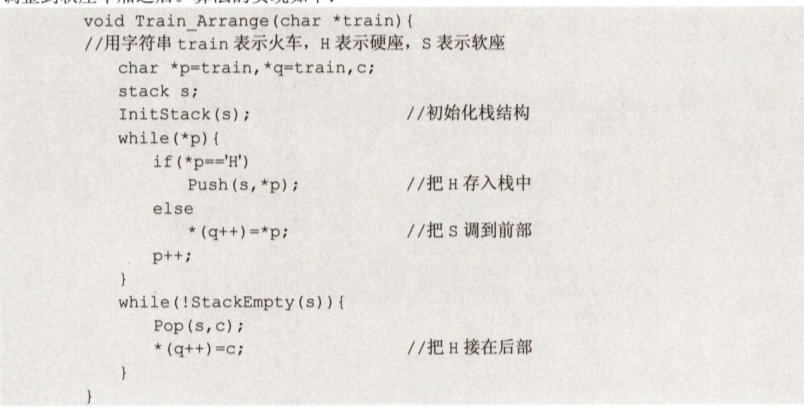 调整到软座车厢之后。算法的实现如下：
void Train_Arrange(char *train){
//用字符串 train 表示火车，H 表示硬座，S 表示软座
char *p=train,*q=train,c;
stack s;
InitStack(s); //初始化栈结构
while(*p){
if(*p=='H')
Push(s,*p); //把 H 存入栈中
else
*(q++)=*p; //把 S 调到前部
p++;
}
while(!StackEmpty(s)){
Pop(s,c);
*(q++)=c; //把 H 接在后部
}
}